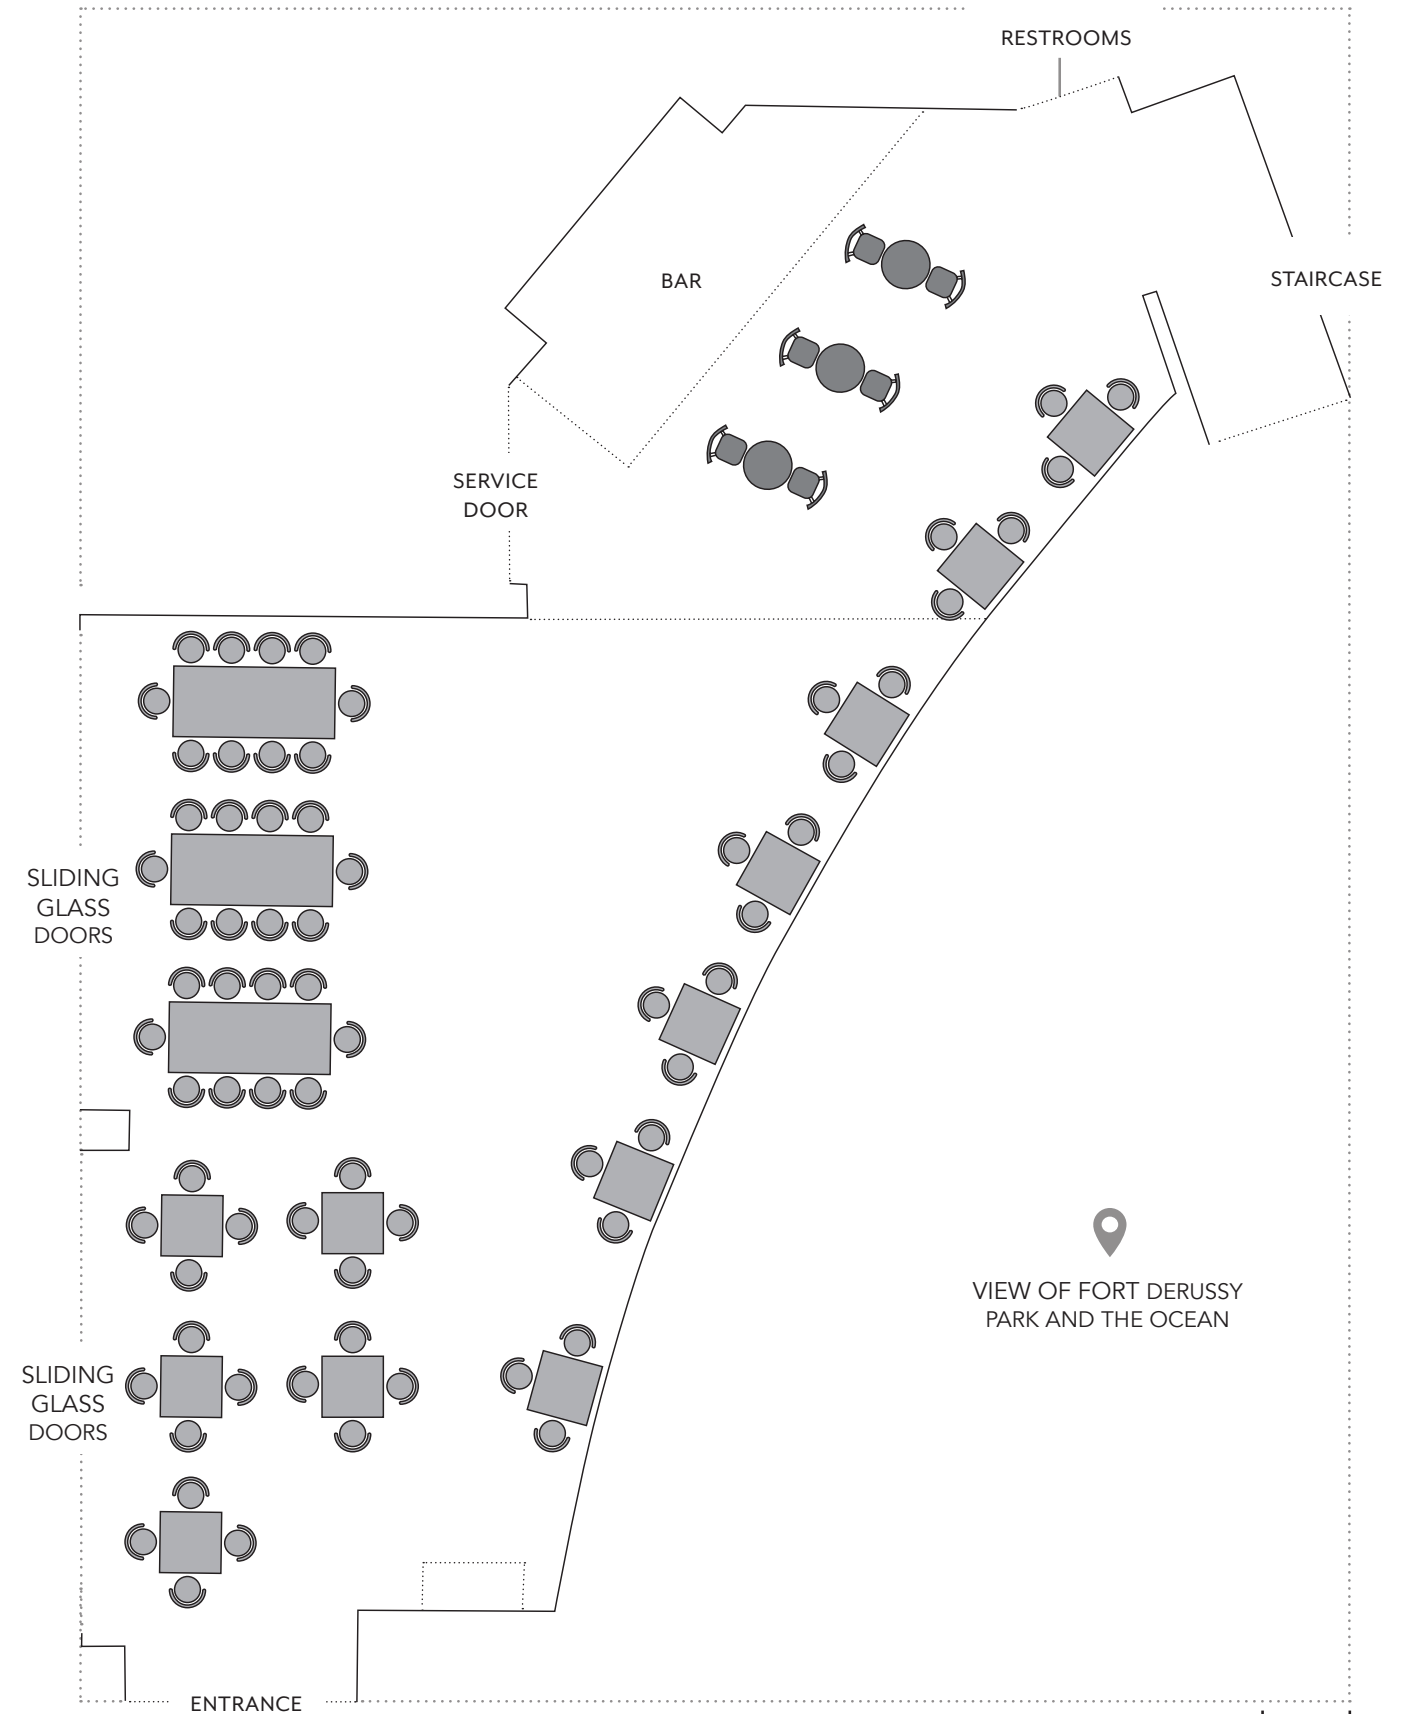 RESTROOMS
BAR
STAIRCASE
SERVICE
DOOR
SLIDING
GLASS
DOORS
VIEW OF FORT DERUSSY
PARK AND THE OCEAN
SLIDING
GLASS
DOORS
ENTRANCE